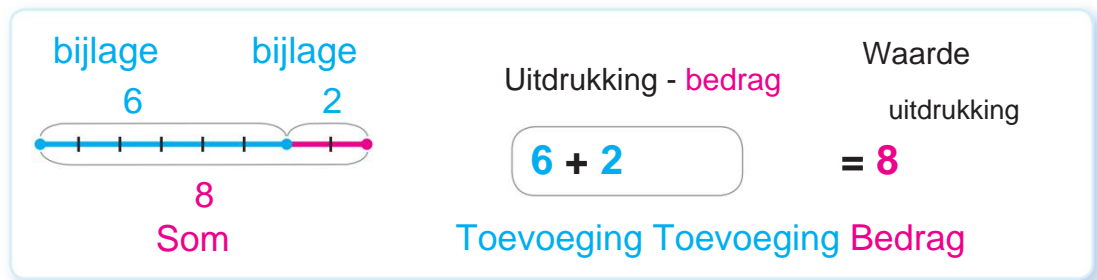 bijlage bijlage
6 2
8
Som
Uitdrukking - bedrag
Waarde
uitdrukking
6 + 2 = 8
Toevoeging Toevoeging Bedrag